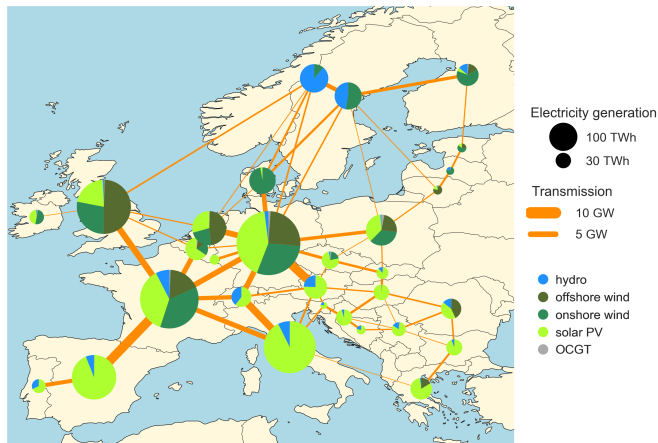 Electricity generation
100 TWh
30 TWh
Transmission
10 GW
5 GW
hydro
offshore wind
onshore wind
solar PV
OCGT